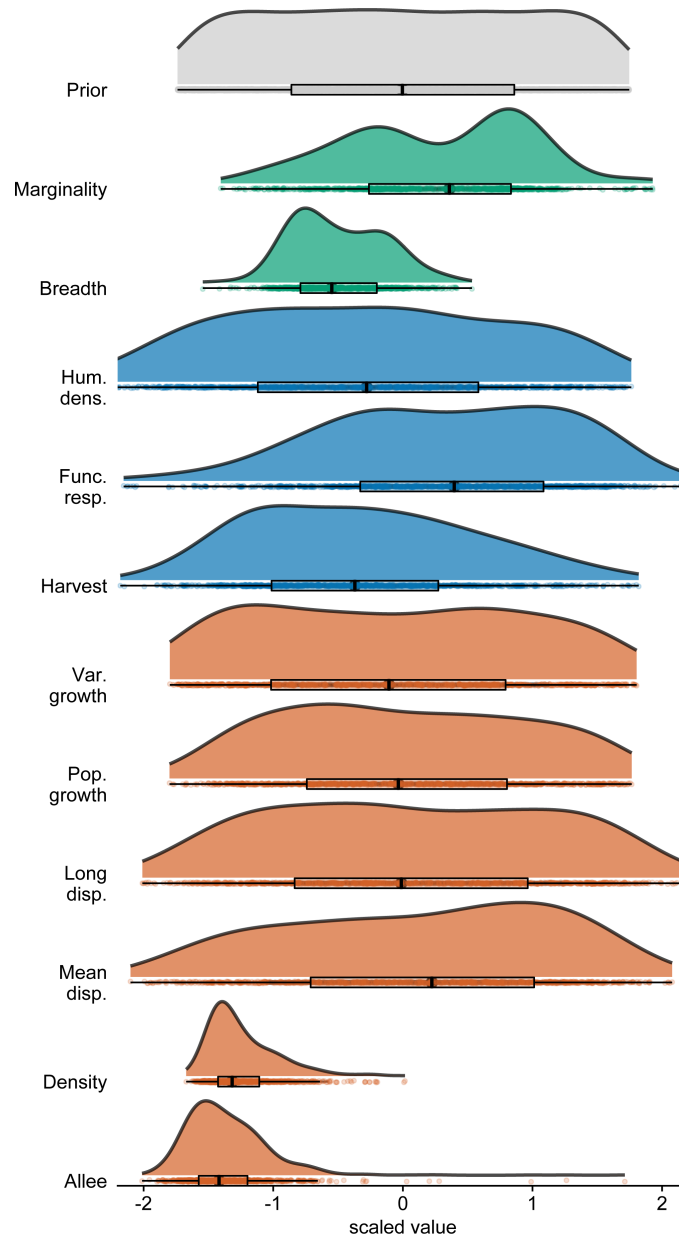 Prior
Marginality
Breadth
Hum.
dens.
Func.
resp.
Harvest
Var.
growth
Pop.
growth
Long
disp.
Mean
disp.
Density
Allee
-2 -1 0 1 2
scaled value